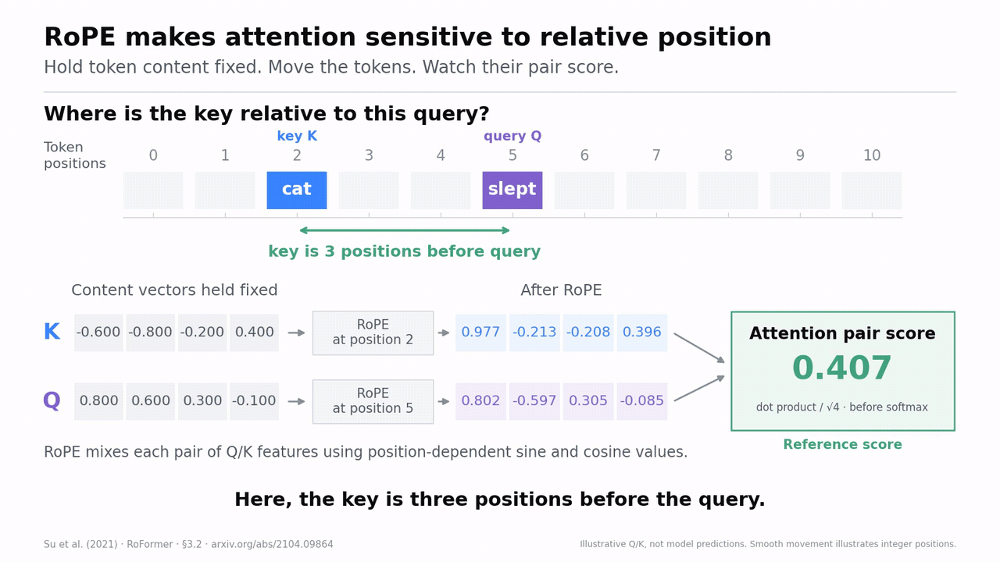 RoPE makes attention sensitive to relative position
Hold token content fixed. Move the tokens. Watch their pair score.
Where is the key relative to this query?
key K
query Q
Token
positions
0 1 2 3 4 5 6 7 8 9 10
cat
slept
key is 3 positions before query
Content vectors held fixed
After RoPE
K -0.600 -0.800 -0.200 0.400
RoPE
at position 2
0.977 -0.213 -0.208 0.396
Q 0.800 0.600 0.300 -0.100
RoPE
at position 5
0.802 -0.597 0.305 -0.085
Attention pair score
0.407
dot product / √4 · before softmax
Reference score
RoPE mixes each pair of Q/K features using position-dependent sine and cosine values.
Here, the key is three positions before the query.
Su et al. (2021) · RoFormer · §3.2 · arxiv.org/abs/2104.09864
Illustrative Q/K, not model predictions. Smooth movement illustrates integer positions.